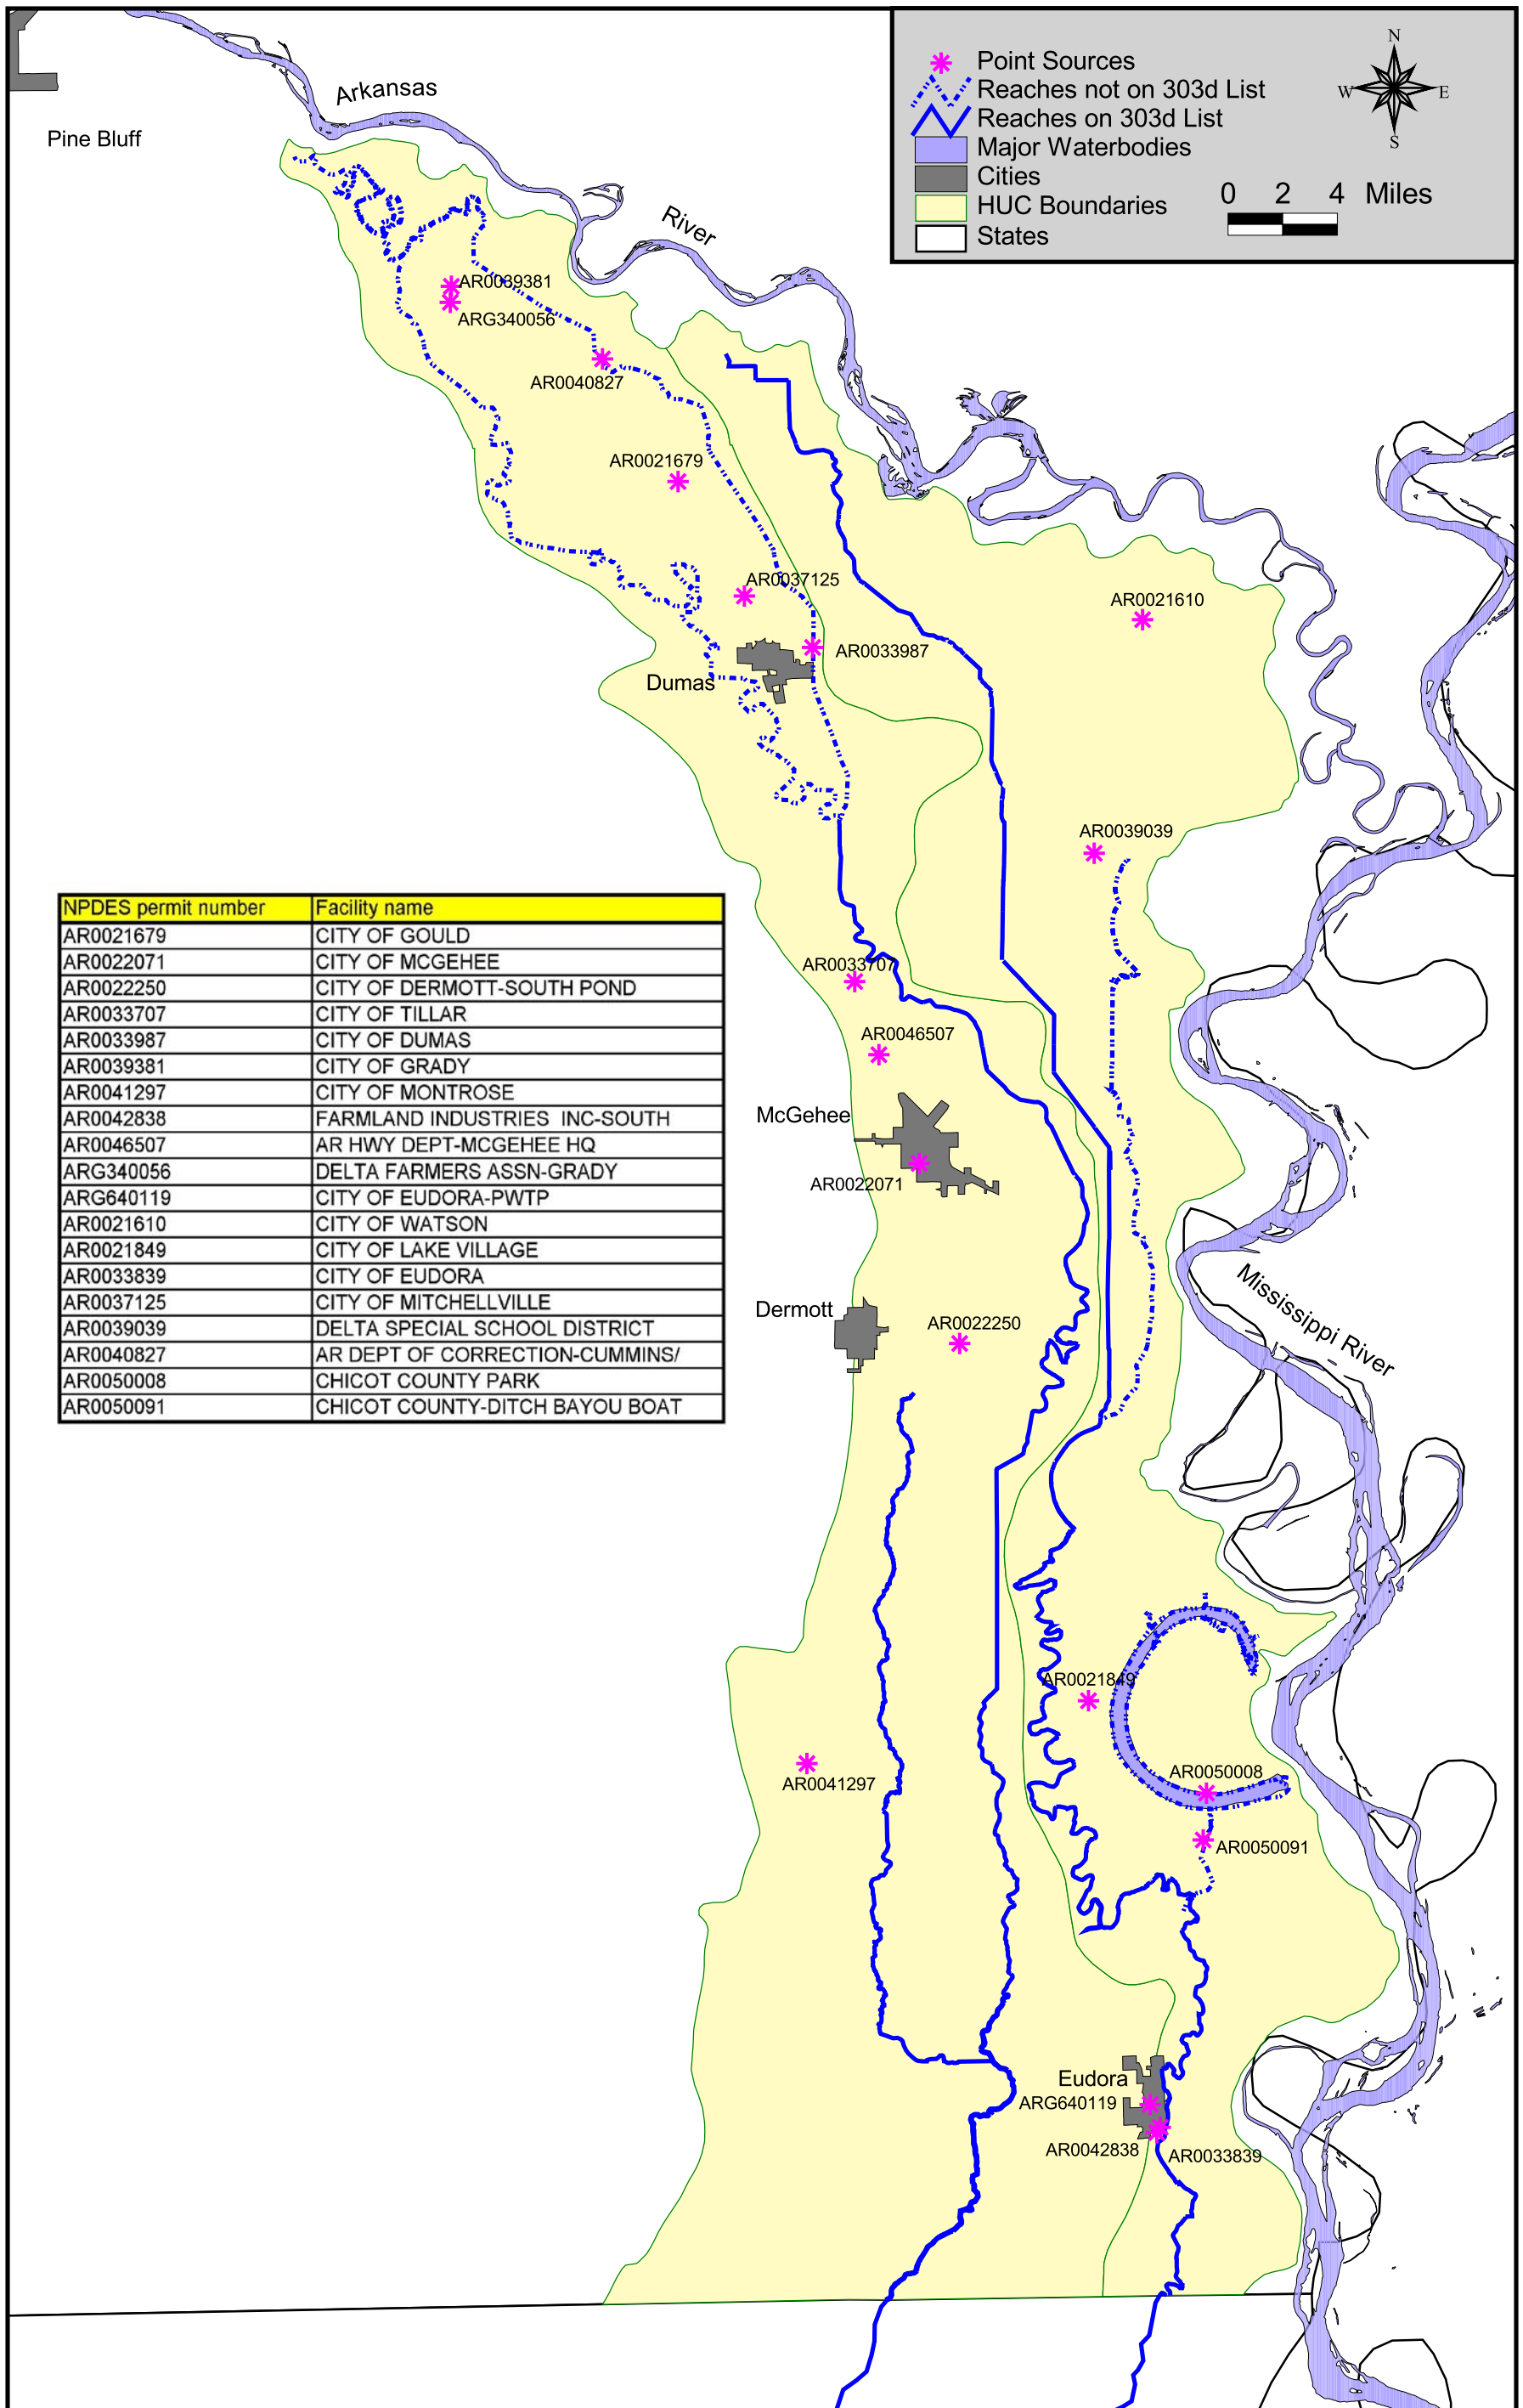 Point Sources
Reaches not on 303d List
Reaches on 303d List
Major Waterbodies
Cities
HUC Boundaries
States
N
W E
S
0 2 4 Miles
Arkansas
Pine Bluff
River
AR0039381
ARG340056
AR0040827
AR0021679
AR0037125
AR0021610
AR0033987
Dumas
AR0039039
NPDES permit number Facility name
AR0021679 CITY OF GOULD
AR0022071 CITY OF MCGEHEE
AR0022250 CITY OF DERMOTT-SOUTH POND
AR0033707 CITY OF TILLAR
AR0033987 CITY OF DUMAS
AR0039381 CITY OF GRADY
AR0041297 CITY OF MONTROSE
AR0042838 FARMLAND INDUSTRIES INC-SOUTH
AR0046507 AR HWY DEPT-MCGEHEE HQ
ARG340056 DELTA FARMERS ASSN-GRADY
ARG640119 CITY OF EUDORA-PWTP
AR0021610 CITY OF WATSON
AR0021849 CITY OF LAKE VILLAGE
AR0033839 CITY OF EUDORA
AR0037125 CITY OF MITCHELLVILLE
AR0039039 DELTA SPECIAL SCHOOL DISTRICT
AR0040827 AR DEPT OF CORRECTION-CUMMINS/
AR0050008 CHICOT COUNTY PARK
AR0050091 CHICOT COUNTY-DITCH BAYOU BOAT
AR0033707
AR0046507
McGehee
AR0022071
Mississippi River
Dermott
AR0022250
AR0021849
AR0050008
AR0041297
AR0050091
Eudora
ARG640119
AR0042838
AR0033839